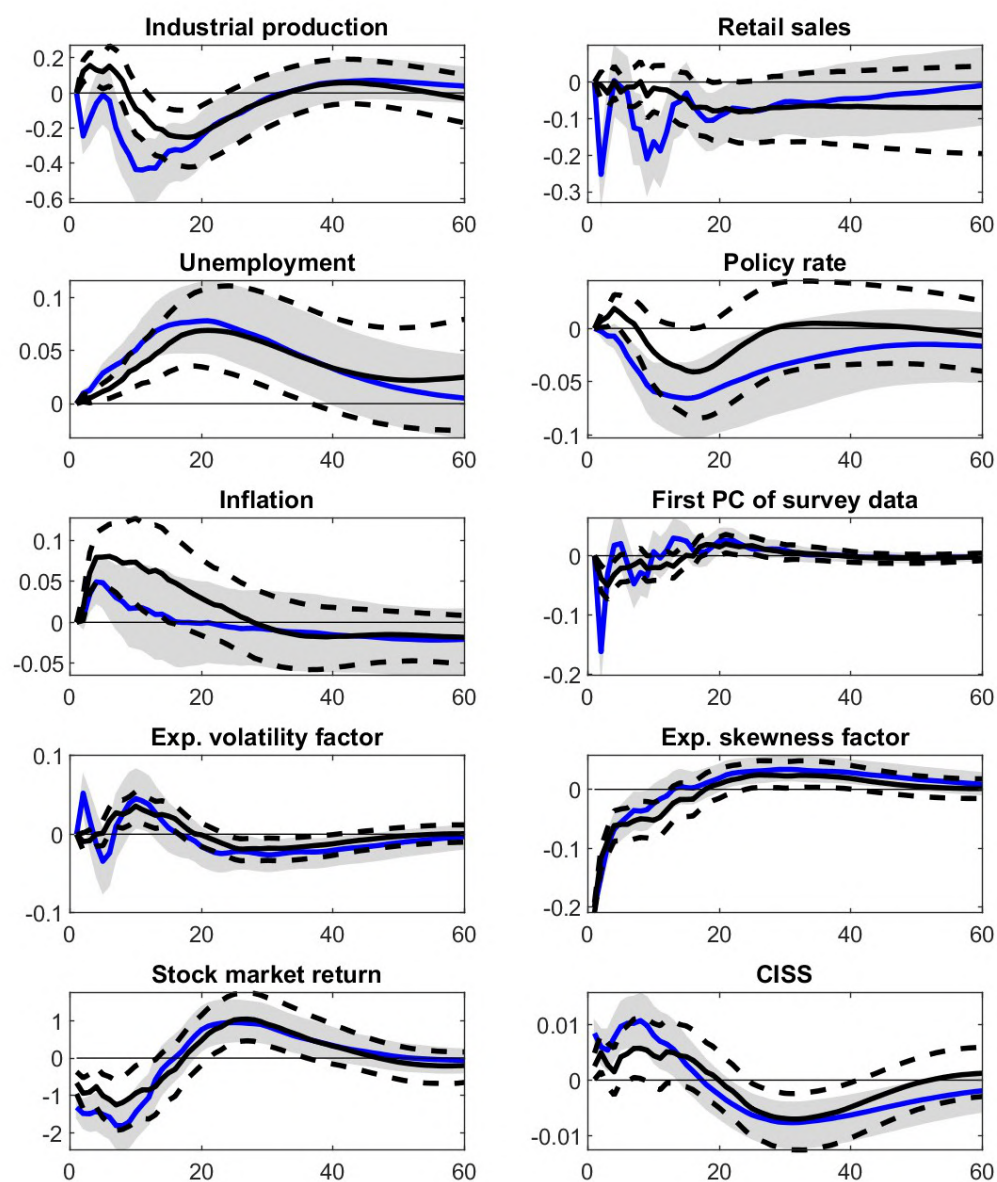 Industrial production
0.2
0
-0.2
-0.4
-0.6
0 20 40 60
Retail sales
0
-0.1
-0.2
-0.3
0 20 40 60
Unemployment
0.1
0.05
0
0 20 40 60
Policy rate
0
-0.05
-0.1
0 20 40 60
Inflation
0.1
0.05
0
-0.05
0 20 40 60
First PC of survey data
0
-0.1
-0.2
0 20 40 60
Exp. volatility factor
0.1
0
-0.1
0 20 40 60
Exp. skewness factor
0
-0.1
-0.2
0 20 40 60
Stock market return
1
0
-1
-2
0 20 40 60
CISS
0.01
0
-0.01
0 20 40 60